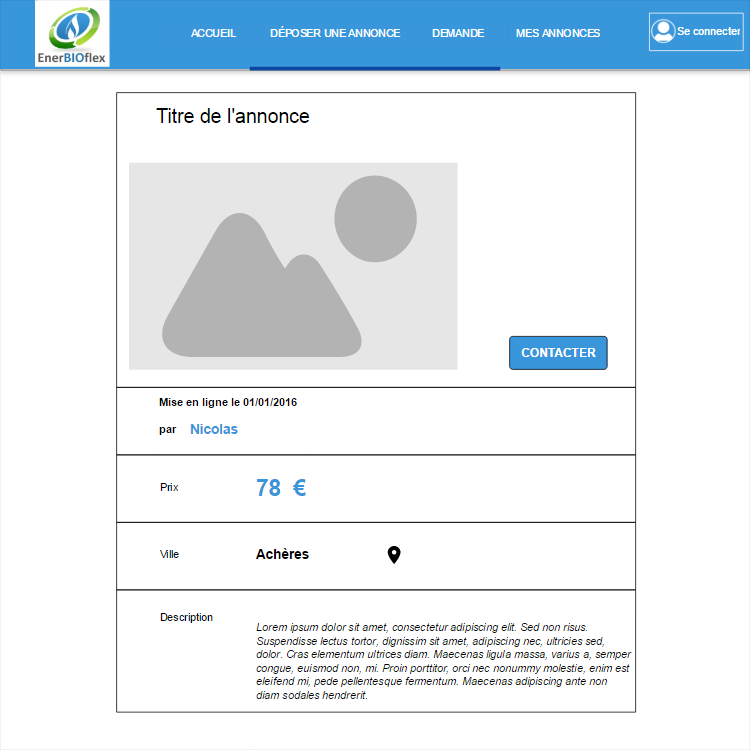 EnerBIOflex
ACCUEIL
DÉPOSER UNE ANNONCE
DEMANDE
MES ANNONCES
Se connecter
Titre de l'annonce
CONTACTER
Mise en ligne le 01/01/2016
par Nicolas
Prix 78 €
Ville Achères
Description
Lorem ipsum dolor sit amet, consectetur adipiscing elit. Sed non risus.
Suspendisse lectus tortor, dignissim sit amet, adipiscing nec, ultricies sed,
dolor. Cras elementum ultrices diam. Maecenas ligula massa, varius a, semper
congue, euismod non, mi. Proin porttitor, orci nec nonummy molestie, enim est
eleifend mi, pede pellentesque fermentum. Maecenas adipiscing ante non
diam sodales hendrerit.